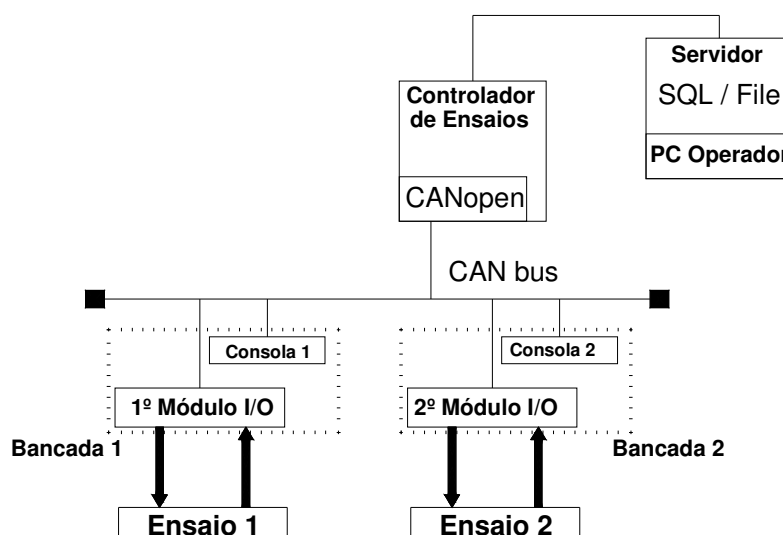 Servidor
SQL / File
PC Operador
Controlador
de Ensaios
CANopen
CAN bus
Consola 1
Consola 2
1º Módulo I/O
2º Módulo I/O
Bancada 1
Bancada 2
Ensaio 1
Ensaio 2